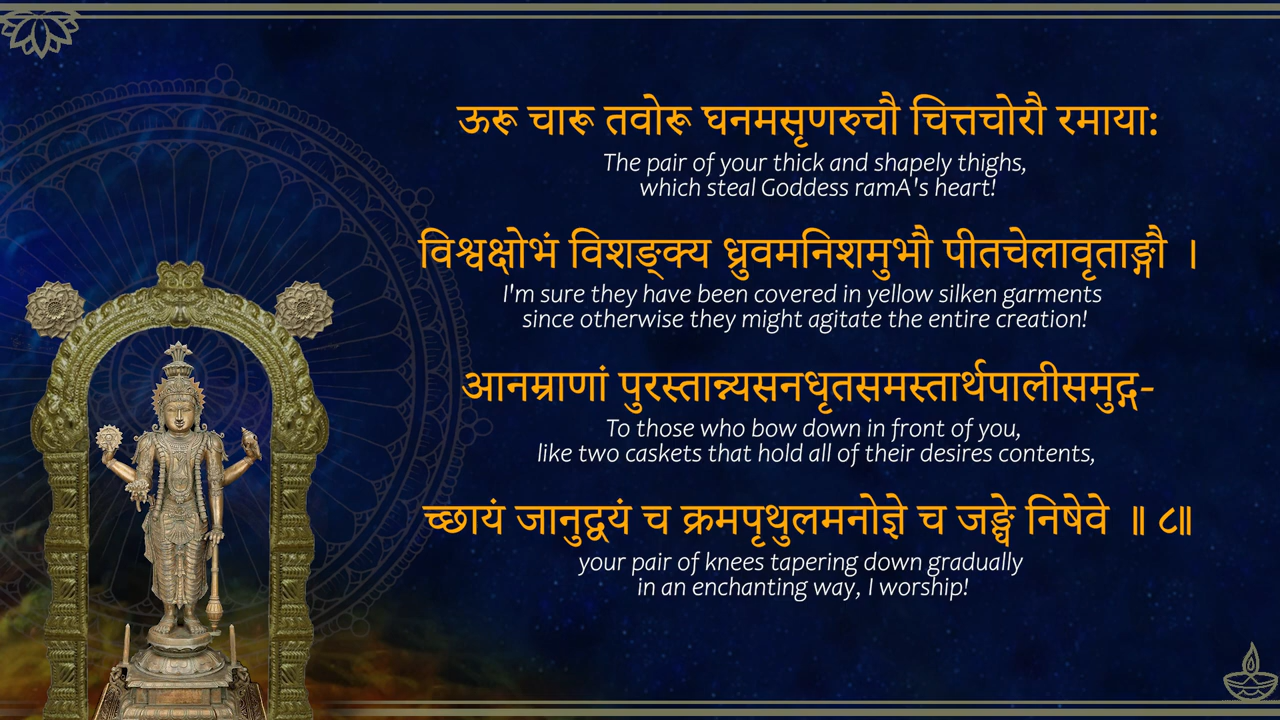 ऊरू चारू तवोरू घनमसृणरुचौ चित्तचोरौ रमाया:
The pair of your thick and shapely thighs,
which steal Goddess ramA's heart!
विश्वक्षोभं विशङ्क्य ध्रुवमनिशमुभौ पीतचेलावृताङ्गौ ।
I'm sure they have been covered in yellow silken garments
since otherwise they might agitate the entire creation!
आनम्राणां पुरस्तान्न्यसनधृतसमस्तार्थपालीसमुद्ग-
To those who bow down in front of you,
like two caskets that hold all of their desires contents,
च्छायं जानुद्वयं च क्रमपृथुलमनोज्ञे च जङ्घे निषेवे ॥ ८॥
your pair of knees tapering down gradually
in an enchanting way, I worship!